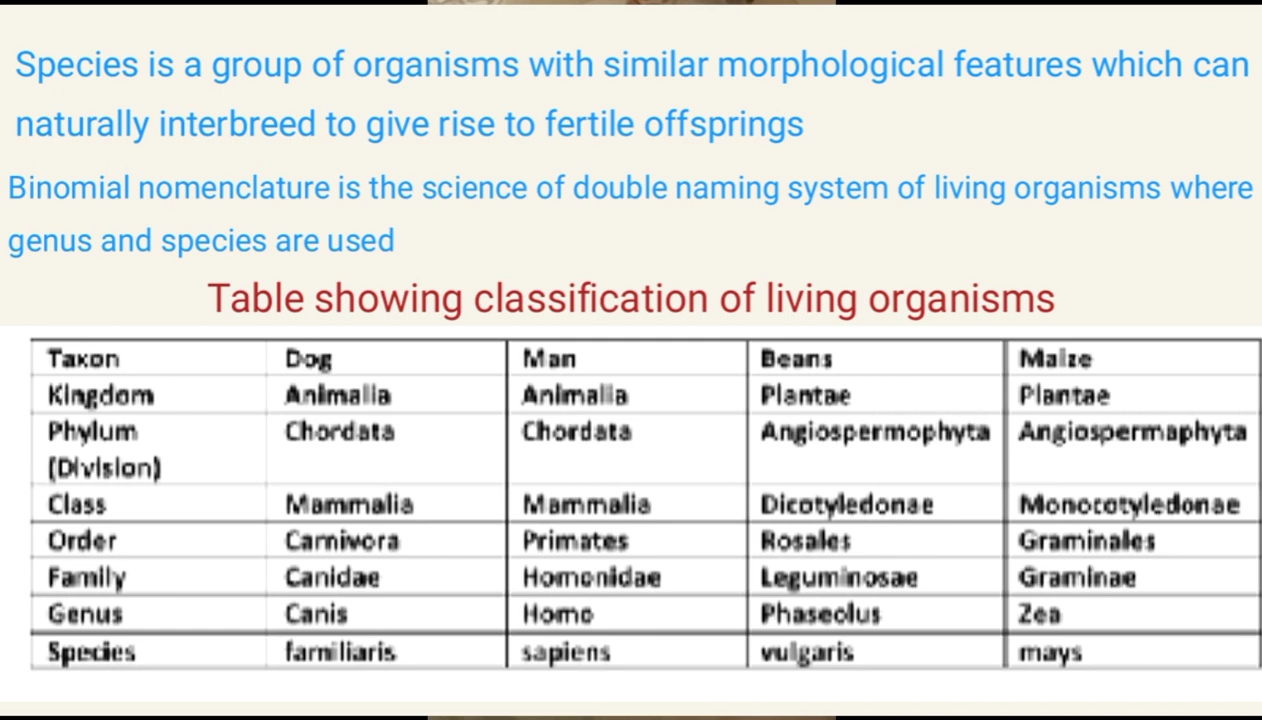 Species is a group of organisms with similar morphological features which can
naturally interbreed to give rise to fertile offsprings
Binomial nomenclature is the science of double naming system of living organisms where
genus and species are used
Table showing classification of living organisms
Taxon Dog Man Beans Maize
Kingdom Animalia Animalia Plantae Plantae
Phylum Chordata Chordata Angiospermophyta Angiospermaphyta
(Division)
Class Mammalia Mammalia Dicotyledonae Monocotyledonae
Order Carnivora Primates Rosales Graminales
Family Canidae Homonidae Leguminosae Graminae
Genus Canis Homo Phaseolus Zea
Species familiaris sapiens vulgaris mays